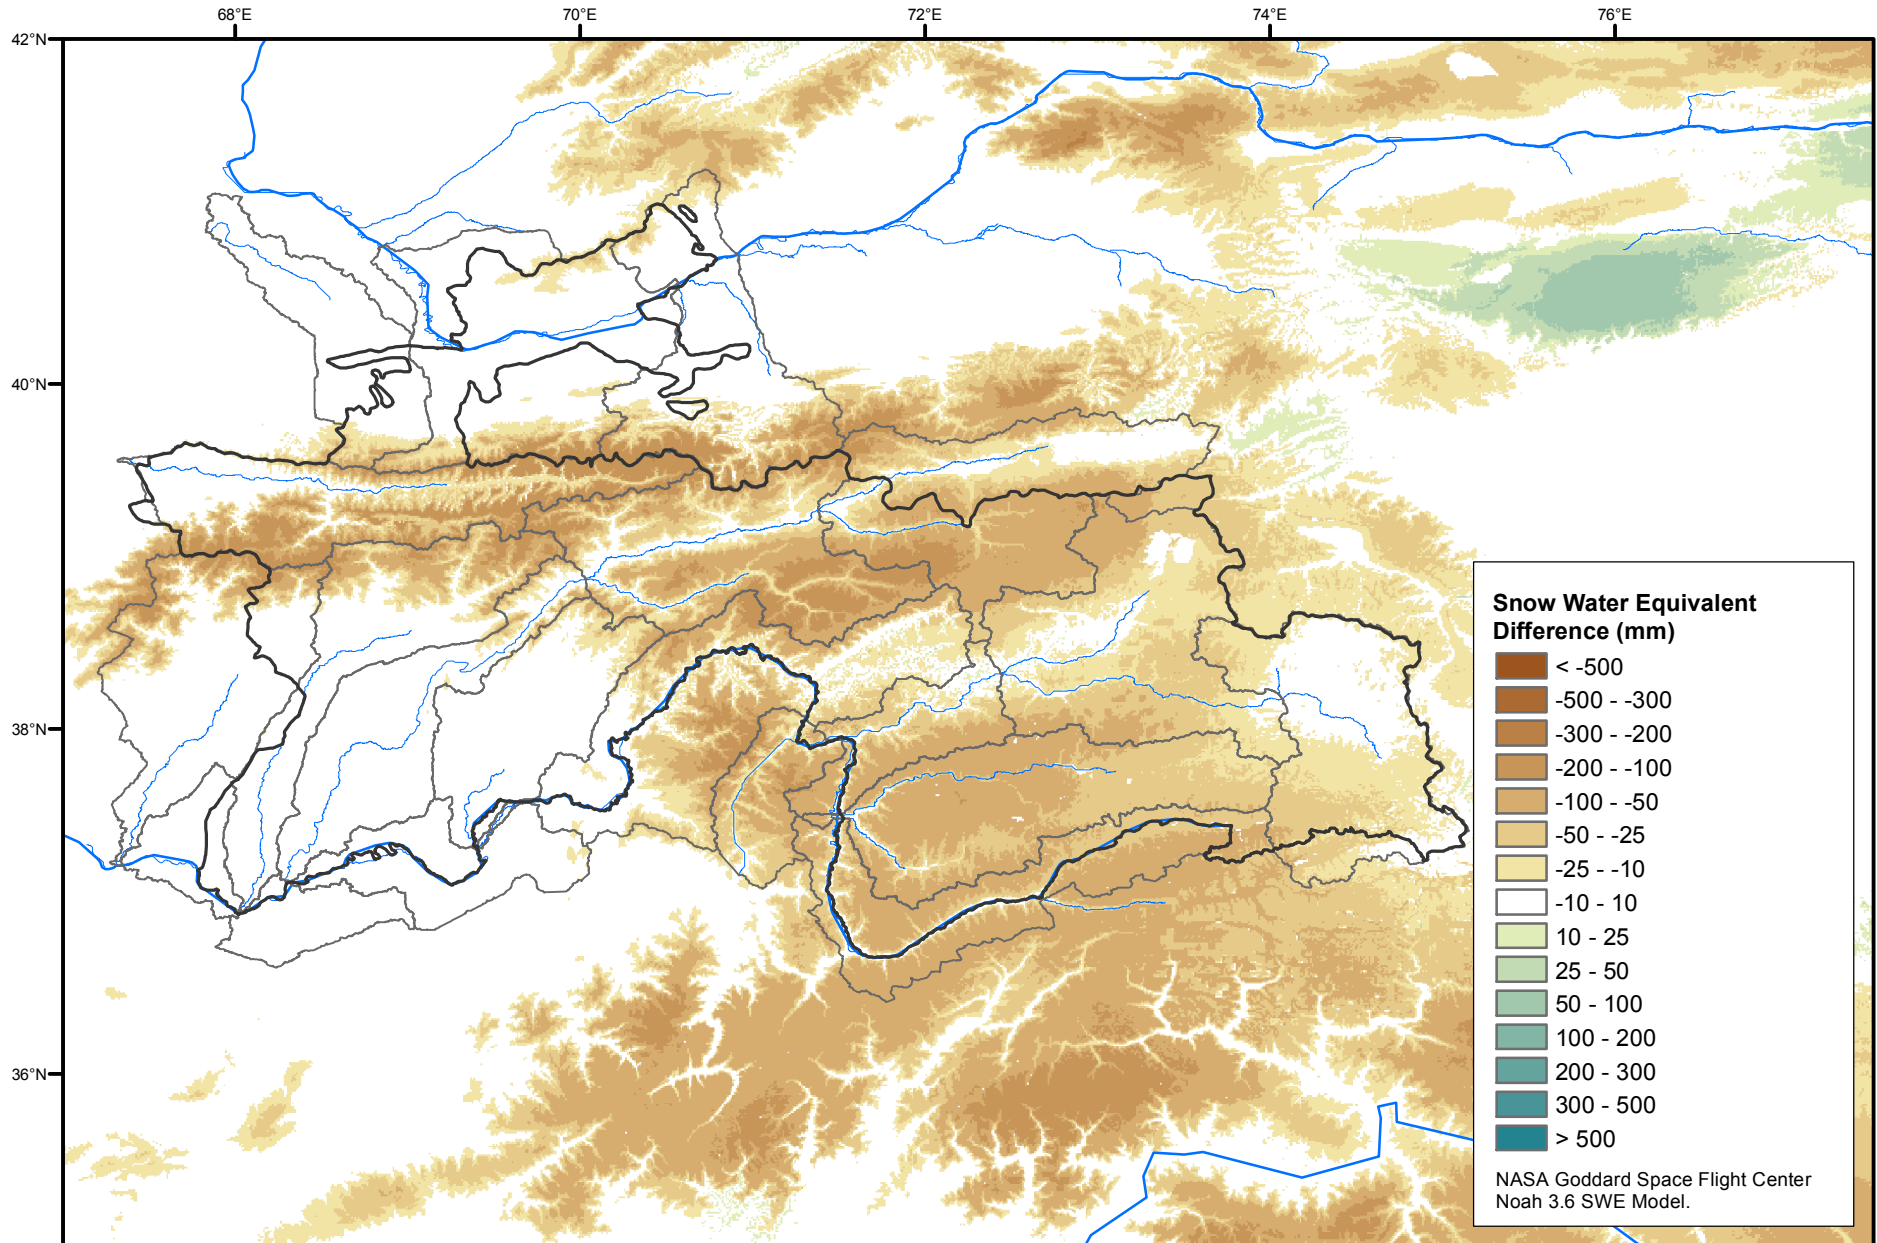 68°E
70°E
72°E
74°E
76°E
42°N
40°N
38°N
36°N
Snow Water Equivalent
Difference (mm)
< -500
-500 - -300
-300 - -200
-200 - -100
-100 - -50
-50 - -25
-25 - -10
-10 - 10
10 - 25
25 - 50
50 - 100
100 - 200
200 - 300
300 - 500
> 500
NASA Goddard Space Flight Center
Noah 3.6 SWE Model.